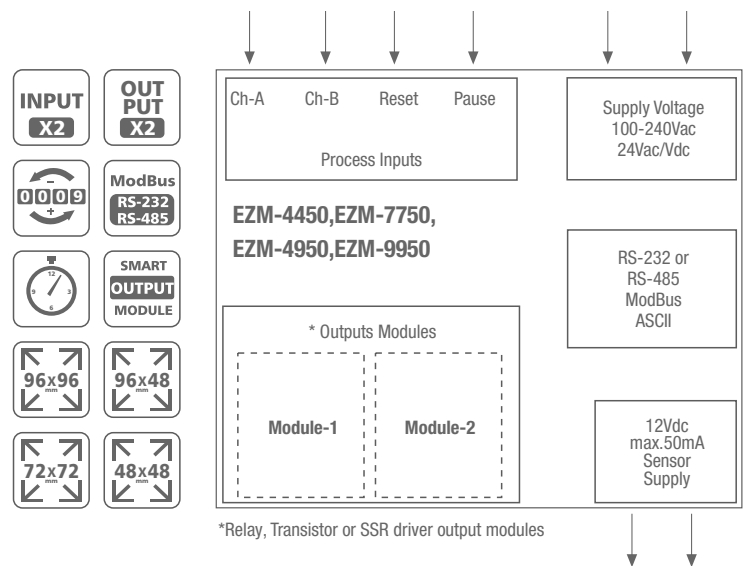 INPUT
X2
OUT
PUT
X2
-
0009
+
ModBus
RS-232
RS-485
12
9
3
6
SMART
OUTPUT
MODULE
96x96
mm
96x48
mm
72x72
mm
48x48
mm
Ch-A Ch-B Reset Pause
Process Inputs
Supply Voltage
100-240Vac
24Vac/Vdc
EZM-4450,EZM-7750,
EZM-4950,EZM-9950
RS-232 or
RS-485
ModBus
ASCII
* Outputs Modules
Module-1 Module-2
12Vdc
max.50mA
Sensor
Supply
*Relay, Transistor or SSR driver output modules